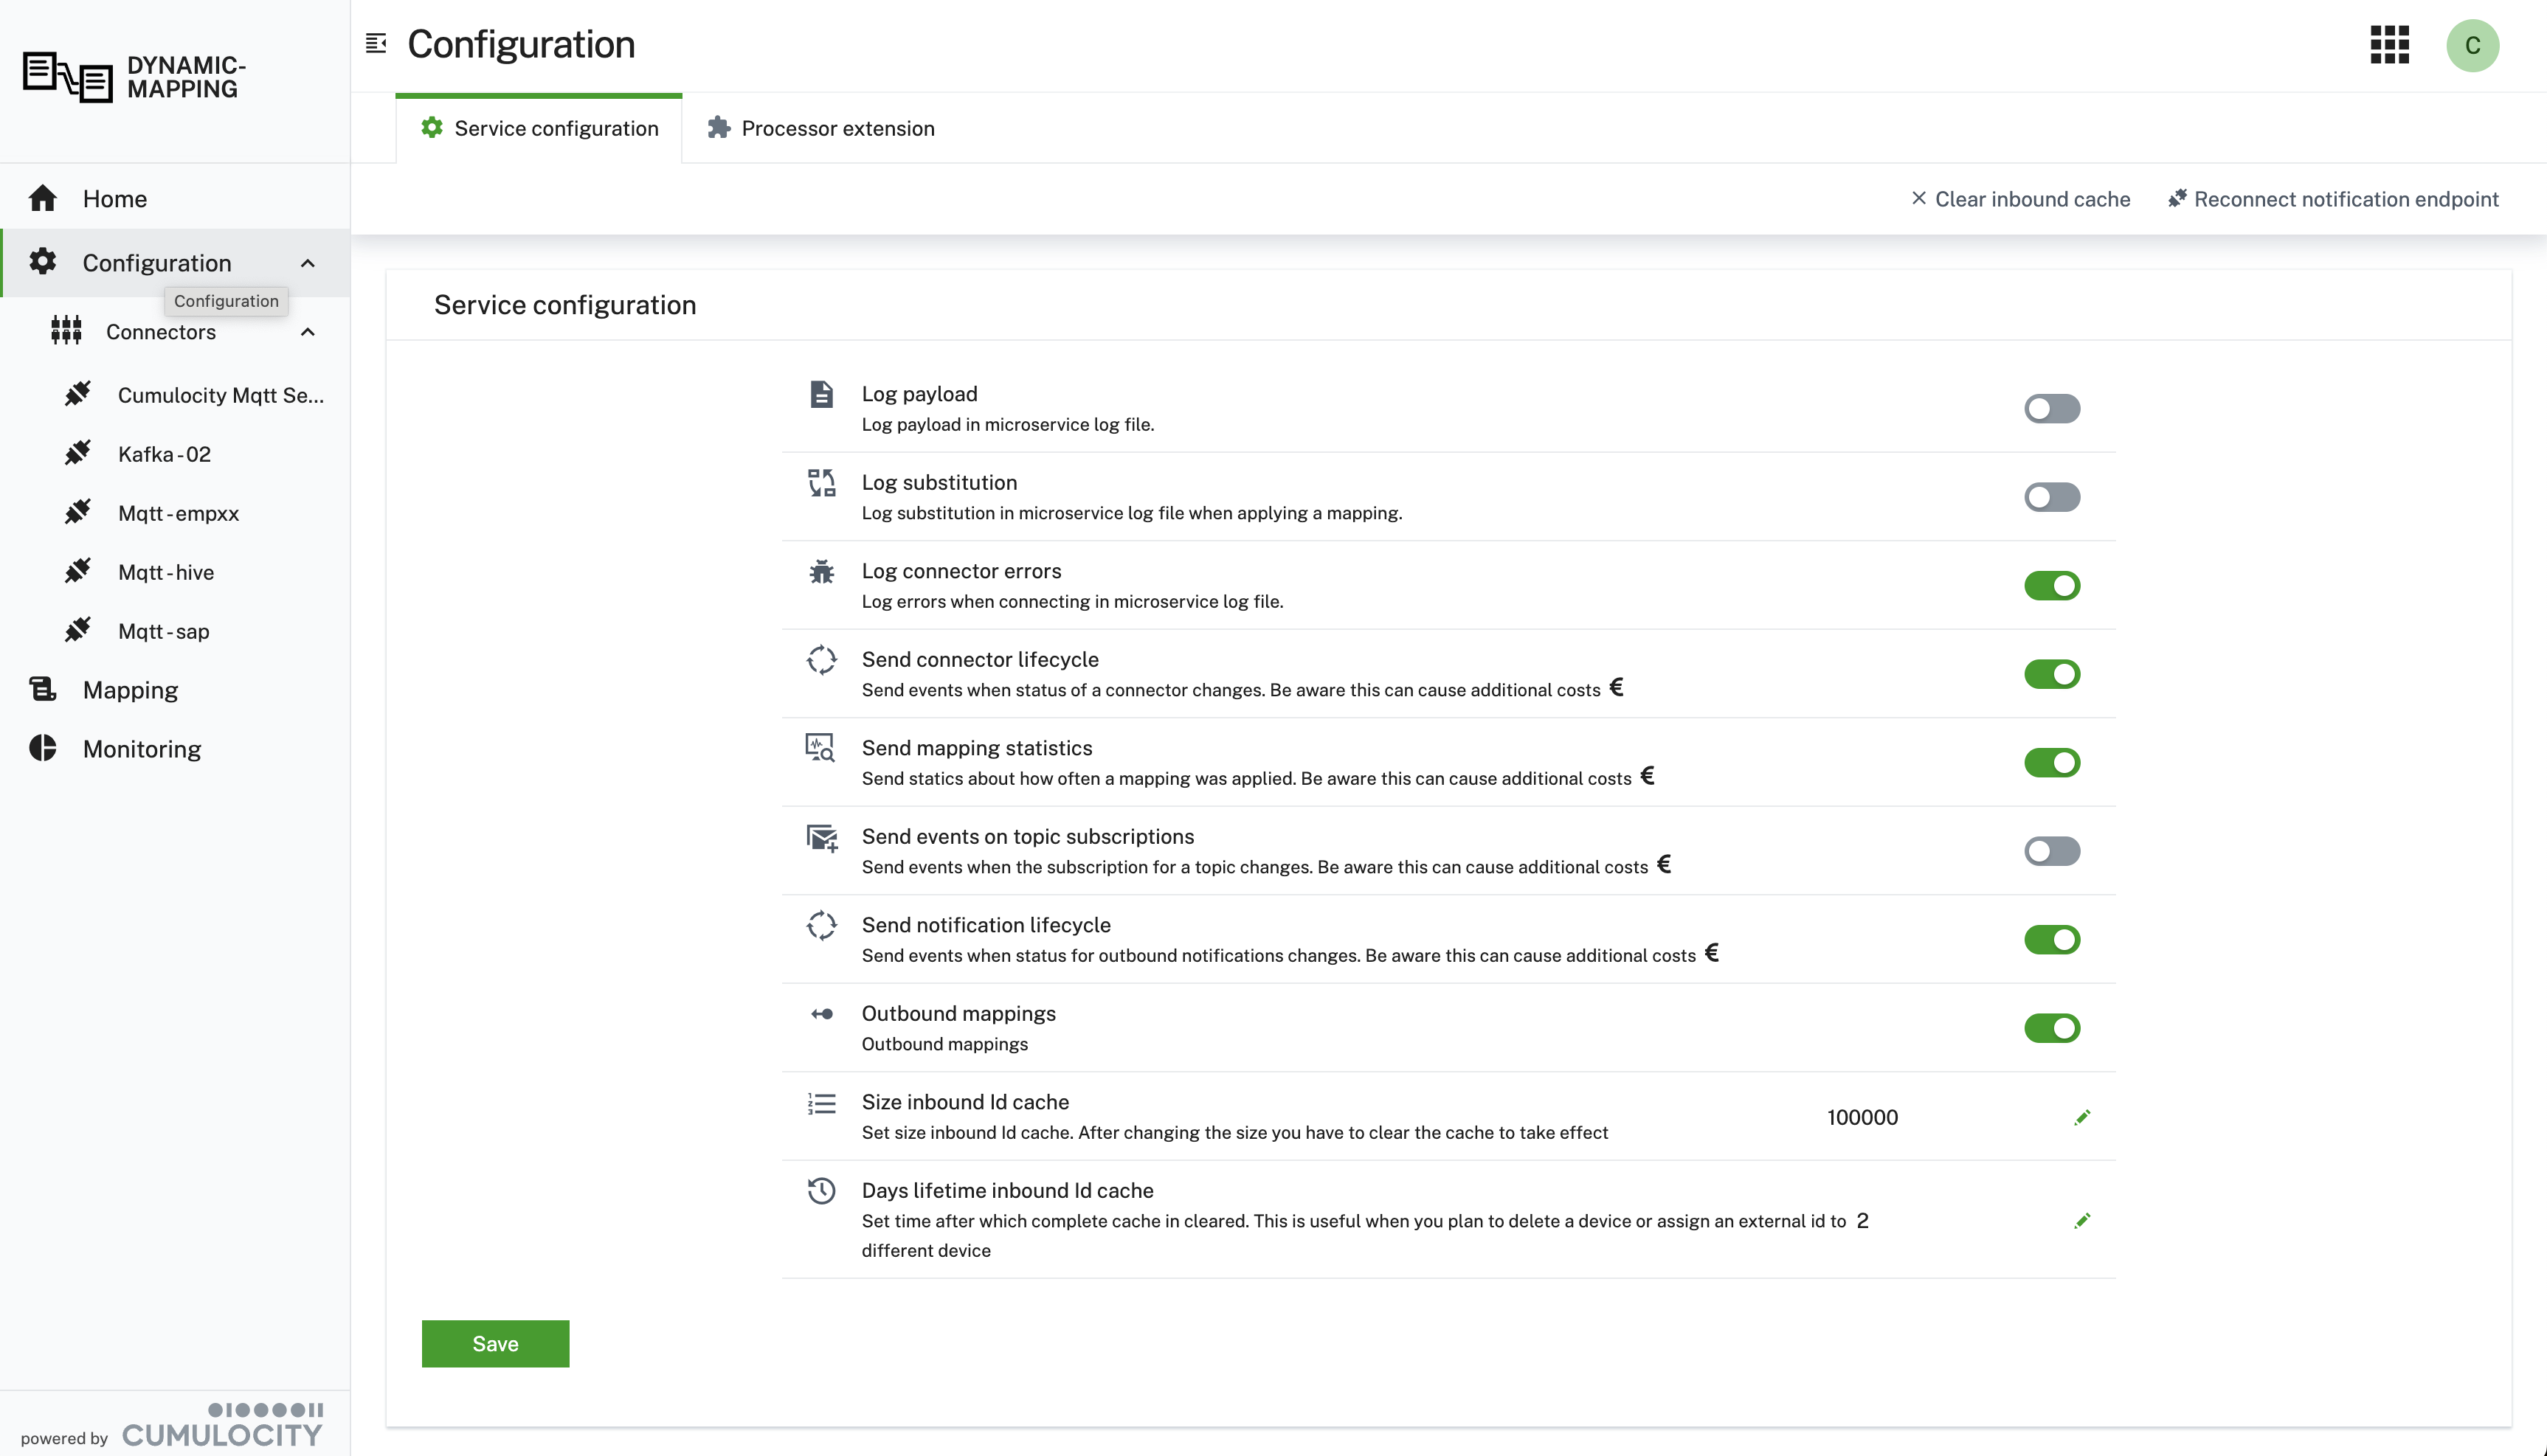 DYNAMIC-
MAPPING
Home
Configuration
Configuration
Connectors
Cumulocity Mqtt Se...
Kafka-02
Mqtt-empxx
Mqtt-hive
Mqtt-sap
Mapping
Monitoring
powered by
CUMULOCITY
Configuration
C
Service configuration
Processor extension
Clear inbound cache
Reconnect notification endpoint
Service configuration
Log payload
Log payload in microservice log file.
Log substitution
Log substitution in microservice log file when applying a mapping.
Log connector errors
Log errors when connecting in microservice log file.
Send connector lifecycle
Send events when status of a connector changes. Be aware this can cause additional costs €
Send mapping statistics
Send statics about how often a mapping was applied. Be aware this can cause additional costs €
Send events on topic subscriptions
Send events when the subscription for a topic changes. Be aware this can cause additional costs €
Send notification lifecycle
Send events when status for outbound notifications changes. Be aware this can cause additional costs €
Outbound mappings
Outbound mappings
Size inbound Id cache
Set size inbound Id cache. After changing the size you have to clear the cache to take effect
100000
Days lifetime inbound Id cache
Set time after which complete cache in cleared. This is useful when you plan to delete a device or assign an external id to 2
different device
Save